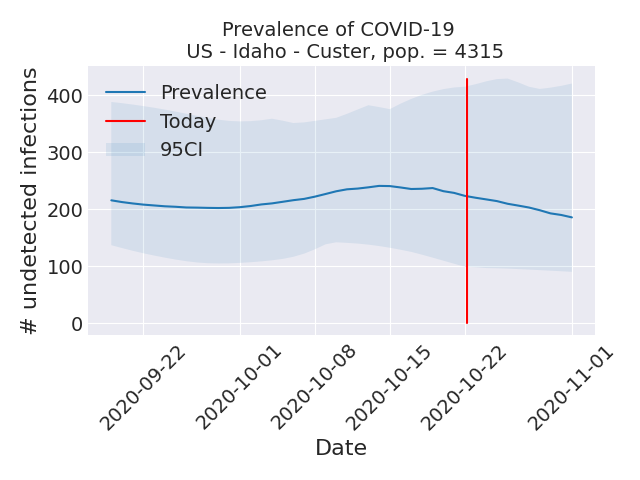 Prevalence of COVID-19
US - Idaho - Custer, pop. = 4315
# undetected infections
400
300
200
100
0
Prevalence
Today
95CI
2020-09-22
2020-10-01
2020-10-08
2020-10-15
2020-10-22
2020-11-01
Date